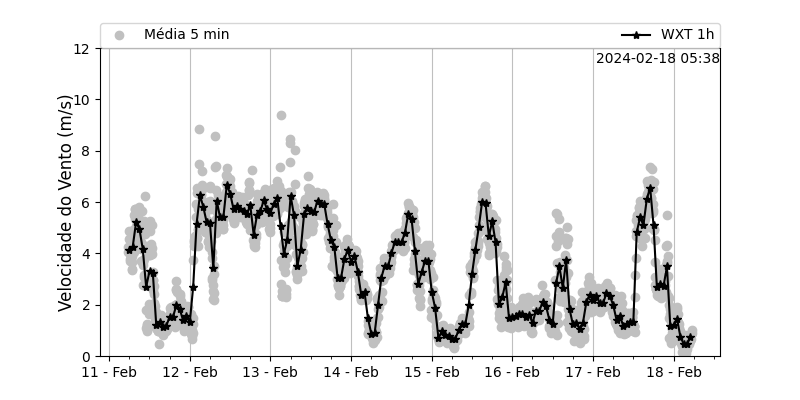 Média 5 min
WXT 1h
2024-02-18 05:38
Velocidade do Vento (m/s)
12
10
8
6
4
2
0
11 - Feb
12 - Feb
13 - Feb
14 - Feb
15 - Feb
16 - Feb
17 - Feb
18 - Feb